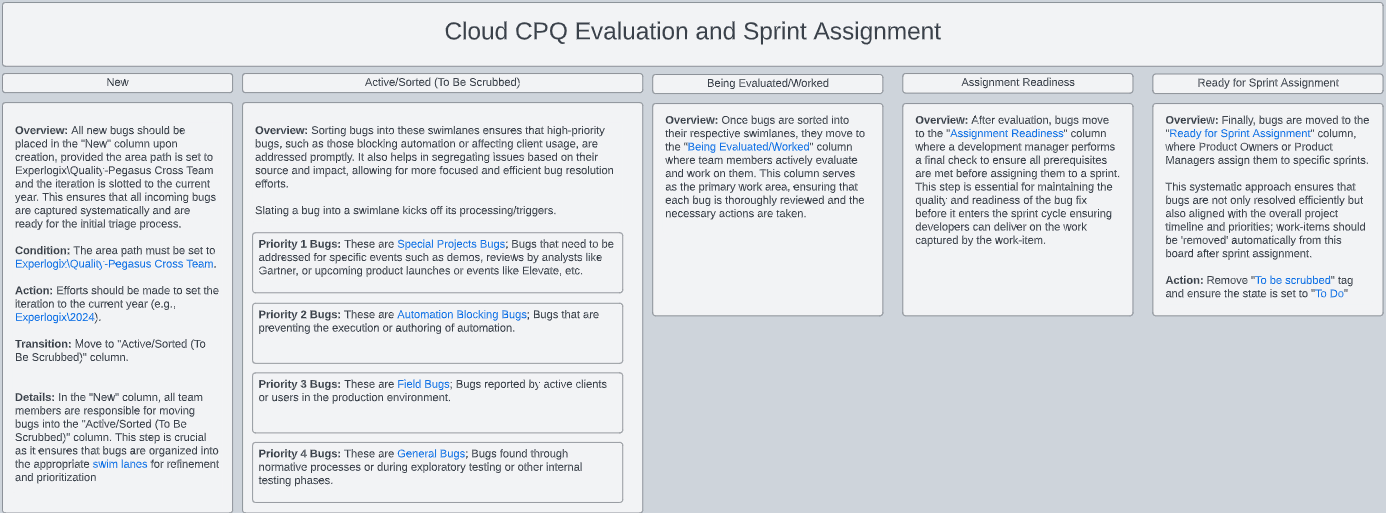 Cloud CPQ Evaluation and Sprint Assignment
New
Overview: All new bugs should be
placed in the "New" column upon
creation, provided the area path is set to
Experlogix\Quality-Pegasus Cross Team
and the iteration is slotted to the current
year. This ensures that all incoming bugs
are captured systematically and are
ready for the initial triage process.
Condition: The area path must be set to
Experlogix\Quality-Pegasus Cross Team.
Action: Efforts should be made to set the
iteration to the current year (e.g.,
Experlogix\2024).
Transition: Move to "Active/Sorted (To
Be Scrubbed)" column.
Details: In the "New" column, all team
members are responsible for moving
bugs into the "Active/Sorted (To Be
Scrubbed)" column. This step is crucial
as it ensures that bugs are organized into
the appropriate swim lanes for refinement
and prioritization
Active/Sorted (To Be Scrubbed)
Overview: Sorting bugs into these swimlanes ensures that high-priority
bugs, such as those blocking automation or affecting client usage, are
addressed promptly. It also helps in segregating issues based on their
source and impact, allowing for more focused and efficient bug resolution
efforts.
Slating a bug into a swimlane kicks off its processing/triggers.
Priority 1 Bugs: These are Special Projects Bugs; Bugs that need to be
addressed for specific events such as demos, reviews by analysts like
Gartner, or upcoming product launches or events like Elevate, etc.
Priority 2 Bugs: These are Automation Blocking Bugs; Bugs that are
preventing the execution or authoring of automation.
Priority 3 Bugs: These are Field Bugs; Bugs reported by active clients
or users in the production environment.
Priority 4 Bugs: These are General Bugs; Bugs found through
normative processes or during exploratory testing or other internal
testing phases.
Being Evaluated/Worked
Overview: Once bugs are sorted into
their respective swimlanes, they move to
the "Being Evaluated/Worked" column
where team members actively evaluate
and work on them. This column serves
as the primary work area, ensuring that
each bug is thoroughly reviewed and the
necessary actions are taken.
Assignment Readiness
Overview: After evaluation, bugs move
to the "Assignment Readiness" column
where a development manager performs
a final check to ensure all prerequisites
are met before assigning them to a sprint.
This step is essential for maintaining the
quality and readiness of the bug fix
before it enters the sprint cycle ensuring
developers can deliver on the work
captured by the work-item.
Ready for Sprint Assignment
Overview: Finally, bugs are moved to the
"Ready for Sprint Assignment" column,
where Product Owners or Product
Managers assign them to specific sprints.
This systematic approach ensures that
bugs are not only resolved efficiently but
also aligned with the overall project
timeline and priorities; work-items should
be 'removed' automatically from this
board after sprint assignment.
Action: Remove "To be scrubbed" tag
and ensure the state is set to "To Do"